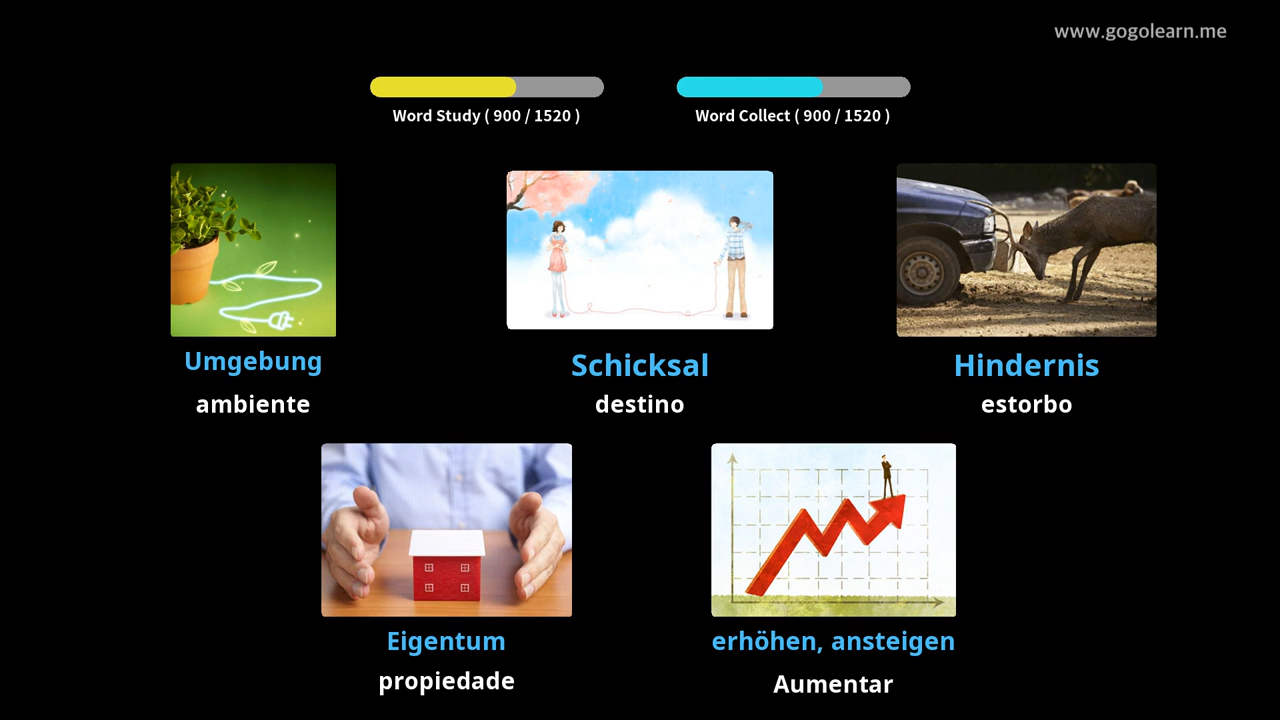 www.gogolearn.me
Word Study ( 900 / 1520 )
Word Collect ( 900 / 1520 )
Umgebung
ambiente
Schicksal
destino
Hindernis
estorbo
Eigentum
propiedade
erhöhen, ansteigen
Aumentar